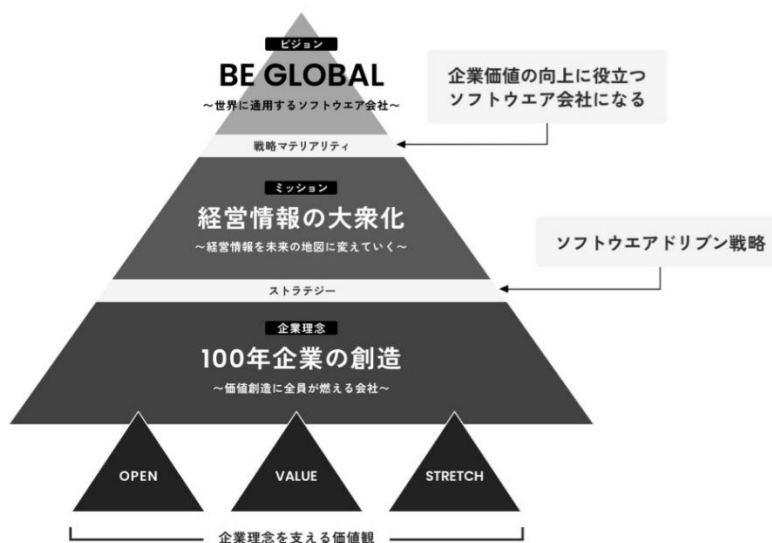 ビジョン
BE GLOBAL
～世界に通用するソフトウエア会社～
企業価値の向上に役立つ
ソフトウエア会社になる
戦略マテリアリティ
ミッション
経営情報の大衆化
～経営情報を未来の地図に変えていく～
ソフトウエアドリブン戦略
ストラテジー
企業理念
100年企業の創造
～価値創造に全員が燃える会社～
OPEN
VALUE
STRETCH
企業理念を支える価値観